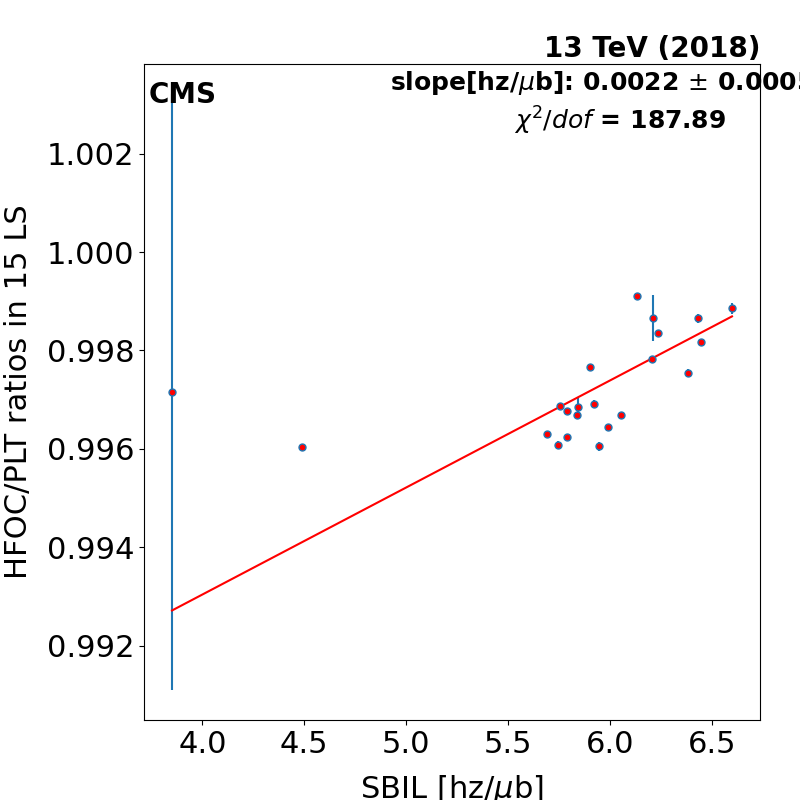 13 TeV (2018)
CMS
slope[hz/μb]: 0.0022 ± 0.0005
χ²/dof = 187.89
HFOC/PLT ratios in 15 LS
1.002
1.000
0.998
0.996
0.994
0.992
4.0 4.5 5.0 5.5 6.0 6.5
SBIL [hz/μb]